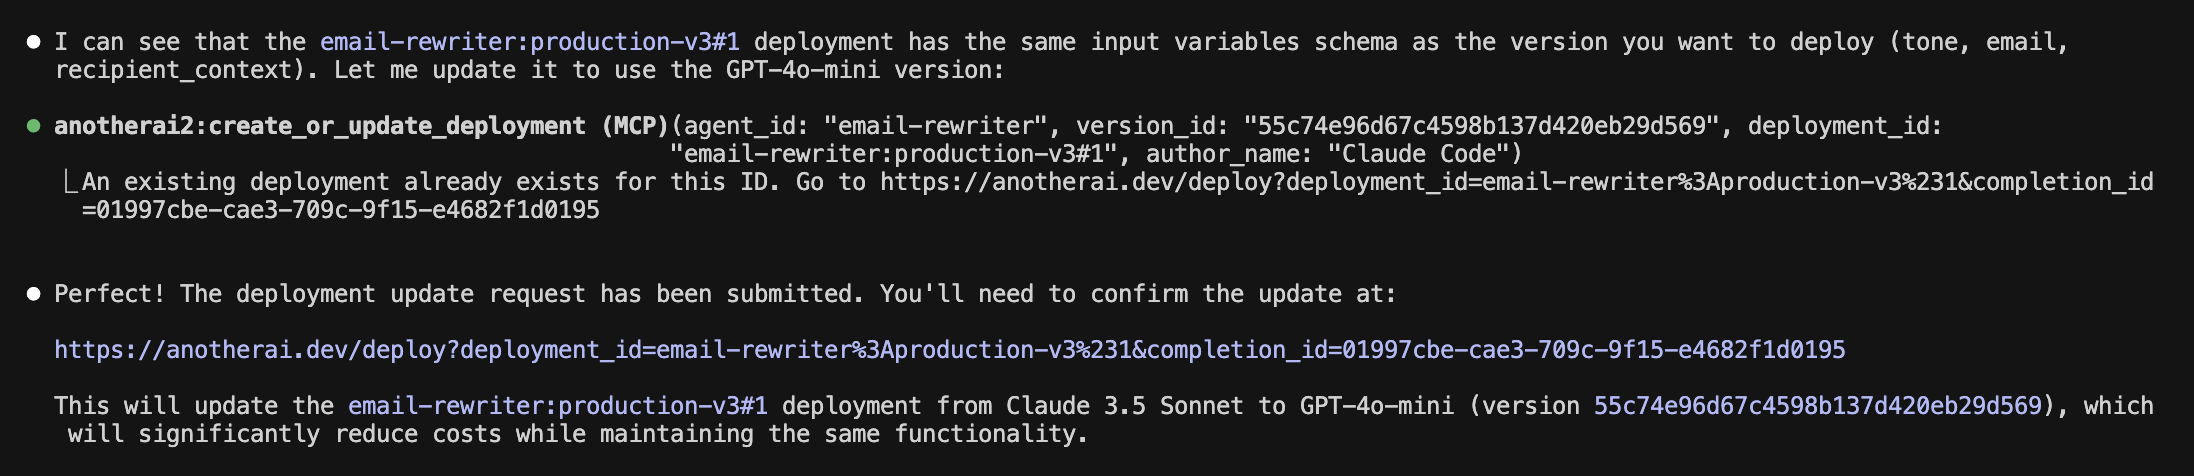 I can see that the email-rewriter:production-v3#1 deployment has the same input variables schema as the version you want to deploy (tone, email,
recipient_context). Let me update it to use the GPT-4o-mini version:
anotherai2:create_or_update_deployment (MCP)(agent_id: "email-rewriter", version_id: "55c74e96d67c4598b137d420eb29d569", deployment_id:
"email-rewriter:production-v3#1", author_name: "Claude Code")
An existing deployment already exists for this ID. Go to https://anotherai.dev/deploy?deployment_id=email-rewriter%3Aproduction-v3%231&completion_id
=01997cbe-cae3-709c-9f15-e4682f1d0195
Perfect! The deployment update request has been submitted. You'll need to confirm the update at:
https://anotherai.dev/deploy?deployment_id=email-rewriter%3Aproduction-v3%231&completion_id=01997cbe-cae3-709c-9f15-e4682f1d0195
This will update the email-rewriter:production-v3#1 deployment from Claude 3.5 Sonnet to GPT-4o-mini (version 55c74e96d67c4598b137d420eb29d569), which
will significantly reduce costs while maintaining the same functionality.